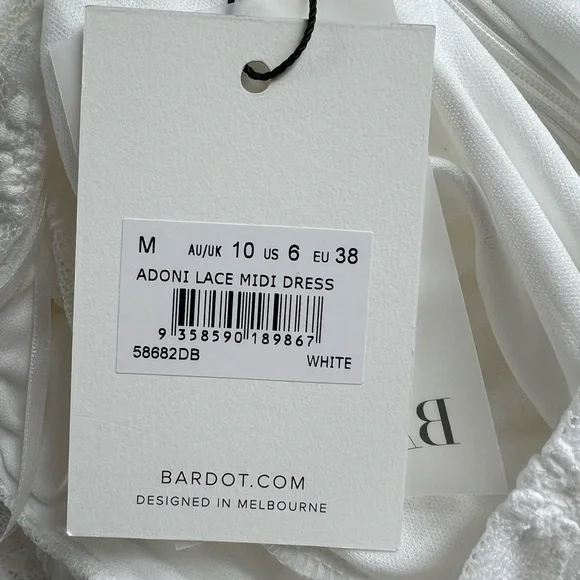 M AU/UK 10 US 6 EU 38
ADONI LACE MIDI DRESS
9 358590 189867
58682DB WHITE
BARDOT.COM
DESIGNED IN MELBOURNE